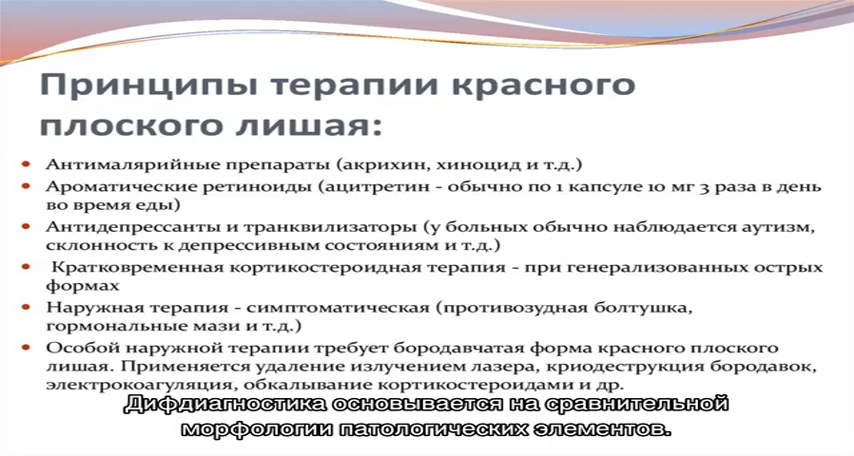 Принципы терапии красного
плоского лишая:
• Антималярийные препараты (акрихин, хиноцид и т.д.)
• Ароматические ретиноиды (ацитретин - обычно по 1 капсуле 10 мг 3 раза в день
во время еды)
• Антидепрессанты и транквилизаторы (у больных обычно наблюдается аутизм,
склонность к депрессивным состояниям и т.д.)
• Кратковременная кортикостероидная терапия - при генерализованных острых
формах
• Наружная терапия - симптоматическая (противозудная болтушка,
гормональные мази и т.д.)
• Особой наружной терапии требует бородавчатая форма красного плоского
лишая. Применяется удаление излучением лазера, криодеструкция бородавок,
электрокоагуляция, обкалывание кортикостероидами и др.
Дифдиагностика основывается на сравнительной
морфологии патологических элементов.